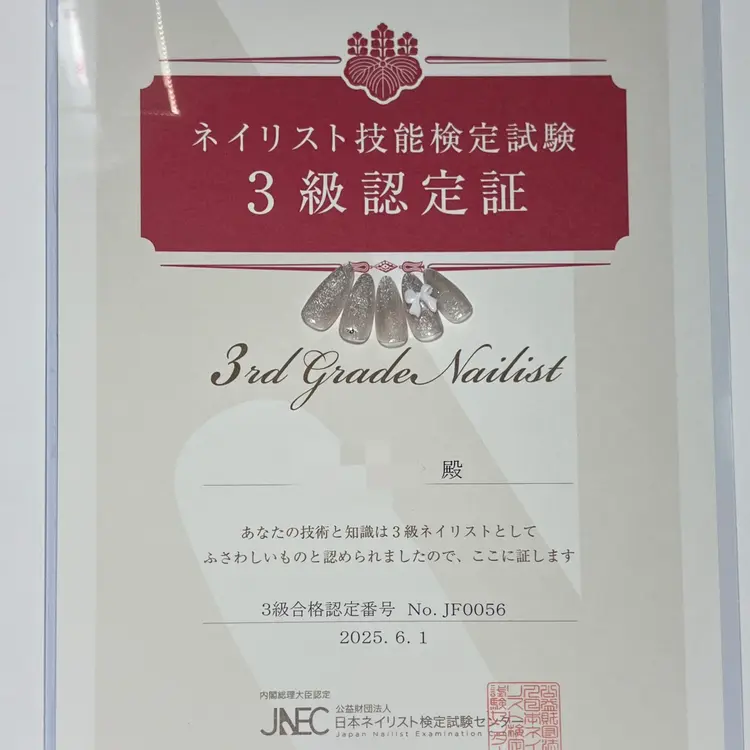 ネイリスト技能検定試験
3級認定証
3rd Grade Nailist
殿
あなたの技術と知識は3級ネイリストとして
ふさわしいものと認められましたので、ここに証します
3級合格認定番号 No. JF0056
2025. 6. 1
内閣総理大臣認定
JNEC 公益財団法人
日本ネイリスト検定試験センター
Japan Nailist Examination